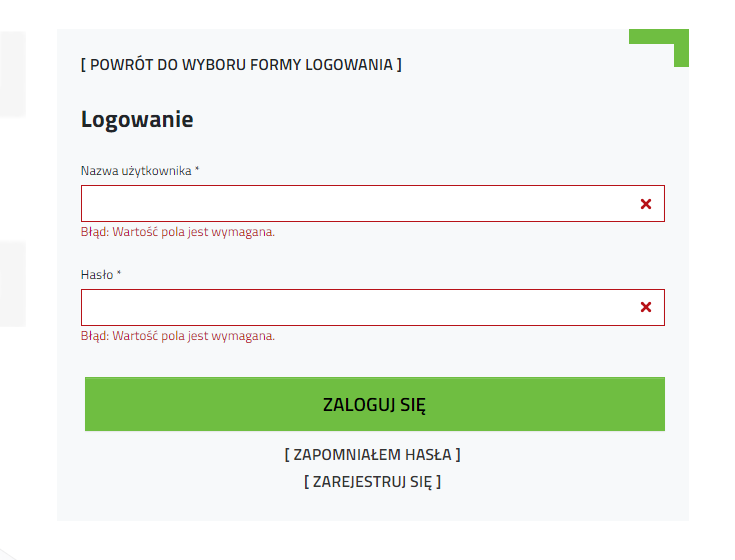 [ POWRÓT DO WYBORU FORMY LOGOWANIA ]
Logowanie
Nazwa użytkownika *
Błąd: Wartość pola jest wymagana.
Hasło *
Błąd: Wartość pola jest wymagana.
ZALOGUJ SIĘ
[ ZAPOMNIAŁEM HASŁA ]
[ ZAREJESTRUJ SIĘ ]